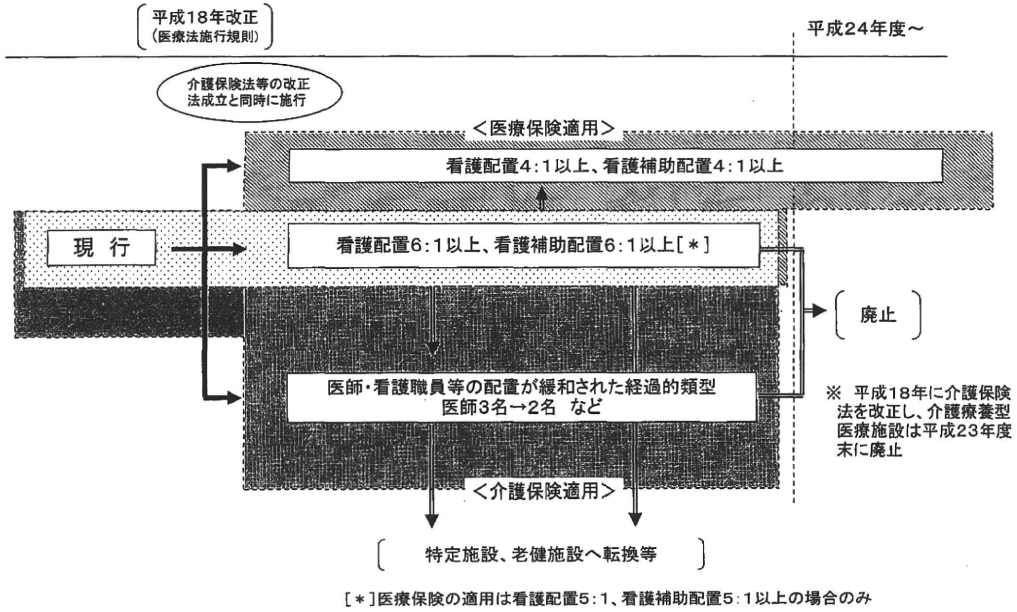 平成18年改正
(医療法施行規則)
平成24年度～
介護保険法等の改正
法成立と同時に施行
＜医療保険適用＞
看護配置4:1以上、看護補助配置4:1以上
現 行
看護配置6:1以上、看護補助配置6:1以上[＊]
廃止
医師・看護職員等の配置が緩和された経過的類型
医師3名→2名 など
※ 平成18年に介護保険
法を改正し、介護療養型
医療施設は平成23年度
末に廃止
＜介護保険適用＞
特定施設、老健施設へ転換等
[＊]医療保険の適用は看護配置5:1、看護補助配置5:1以上の場合のみ